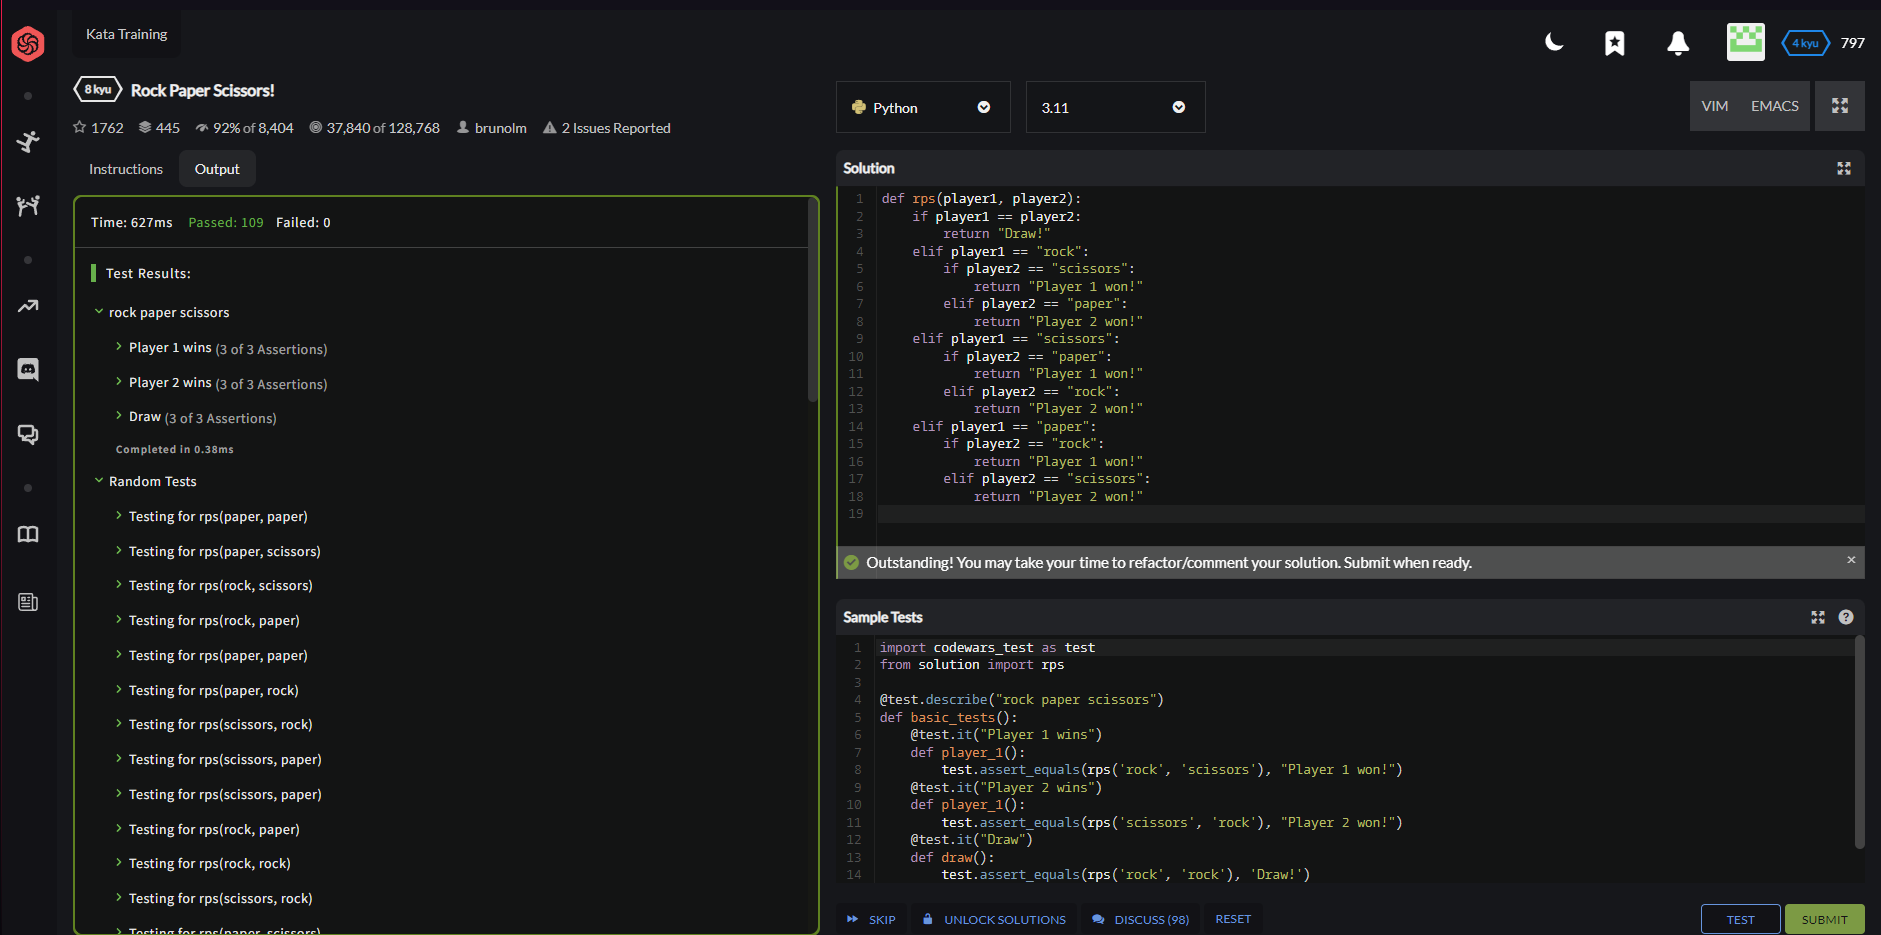 Kata Training
4 kyu 797
8 kyu Rock Paper Scissors!
1762 445 92% of 8,404 37,840 of 128,768 brunolm 2 Issues Reported
Instructions Output
Time: 627ms Passed: 109 Failed: 0
Test Results:
rock paper scissors
Player 1 wins (3 of 3 Assertions)
Player 2 wins (3 of 3 Assertions)
Draw (3 of 3 Assertions)
Completed in 0.38ms
Random Tests
Testing for rps(paper, paper)
Testing for rps(paper, scissors)
Testing for rps(rock, scissors)
Testing for rps(rock, paper)
Testing for rps(paper, paper)
Testing for rps(paper, rock)
Testing for rps(scissors, rock)
Testing for rps(scissors, paper)
Testing for rps(scissors, paper)
Testing for rps(rock, paper)
Testing for rps(rock, rock)
Testing for rps(scissors, rock)
Testing for rps(paper, scissors)
Python 3.11 VIM EMACS
Solution
1 def rps(player1, player2):
2     if player1 == player2:
3         return "Draw!"
4     elif player1 == "rock":
5         if player2 == "scissors":
6             return "Player 1 won!"
7         elif player2 == "paper":
8             return "Player 2 won!"
9     elif player1 == "scissors":
10         if player2 == "paper":
11             return "Player 1 won!"
12         elif player2 == "rock":
13             return "Player 2 won!"
14     elif player1 == "paper":
15         if player2 == "rock":
16             return "Player 1 won!"
17         elif player2 == "scissors":
18             return "Player 2 won!"
19
Outstanding! You may take your time to refactor/comment your solution. Submit when ready. ×
Sample Tests ?
1 import codewars_test as test
2 from solution import rps
3
4 @test.describe("rock paper scissors")
5 def basic_tests():
6     @test.it("Player 1 wins")
7     def player_1():
8         test.assert_equals(rps('rock', 'scissors'), "Player 1 won!")
9     @test.it("Player 2 wins")
10     def player_1():
11         test.assert_equals(rps('scissors', 'rock'), "Player 2 won!")
12     @test.it("Draw")
13     def draw():
14         test.assert_equals(rps('rock', 'rock'), 'Draw!')
SKIP UNLOCK SOLUTIONS DISCUSS (98) RESET TEST SUBMIT